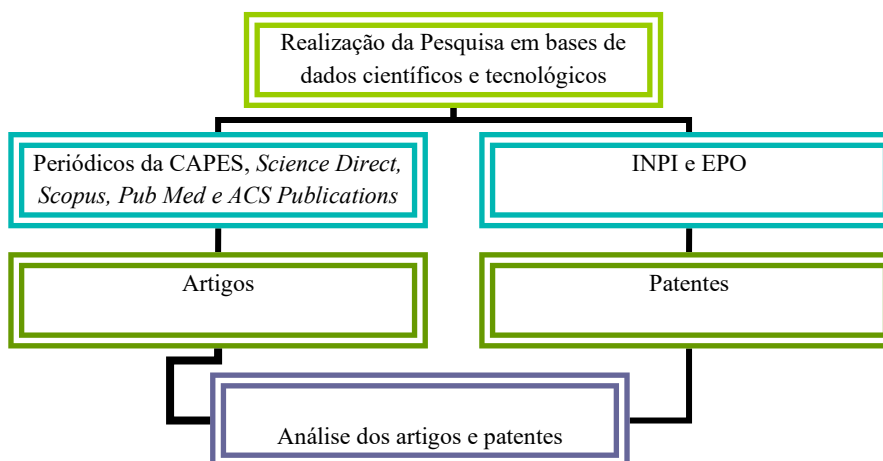 Realização da Pesquisa em bases de
dados científicos e tecnológicos
Periódicos da CAPES, Science Direct,
Scopus, Pub Med e ACS Publications
INPI e EPO
Artigos
Patentes
Análise dos artigos e patentes